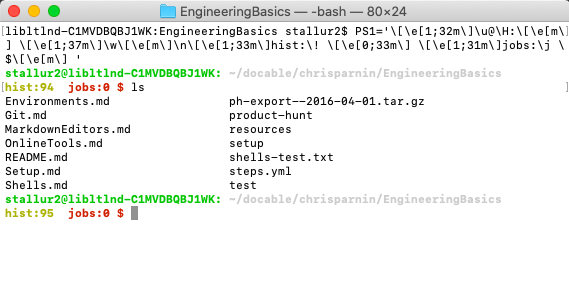 EngineeringBasics — -bash — 80×24
[libltlnd-C1MVDBQBJ1WK:EngineeringBasics stallur2$ PS1='\[\e[1;32m\]\u@\H:\[\e[m\]
] \[\e[1;37m\]\w\[\e[m\]\n\[\e[1;33m\]hist:\! \[\e[0;33m\] \[\e[1;31m\]jobs:\j \
$\[\e[m\] '
stallur2@libltlnd-C1MVDBQBJ1WK: ~/docable/chrisparnin/EngineeringBasics
[hist:94  jobs:0 $ ls ]
Environments.md ph-export--2016-04-01.tar.gz
Git.md product-hunt
MarkdownEditors.md resources
OnlineTools.md setup
README.md shells-test.txt
Setup.md steps.yml
Shells.md test
stallur2@libltlnd-C1MVDBQBJ1WK: ~/docable/chrisparnin/EngineeringBasics
hist:95  jobs:0 $